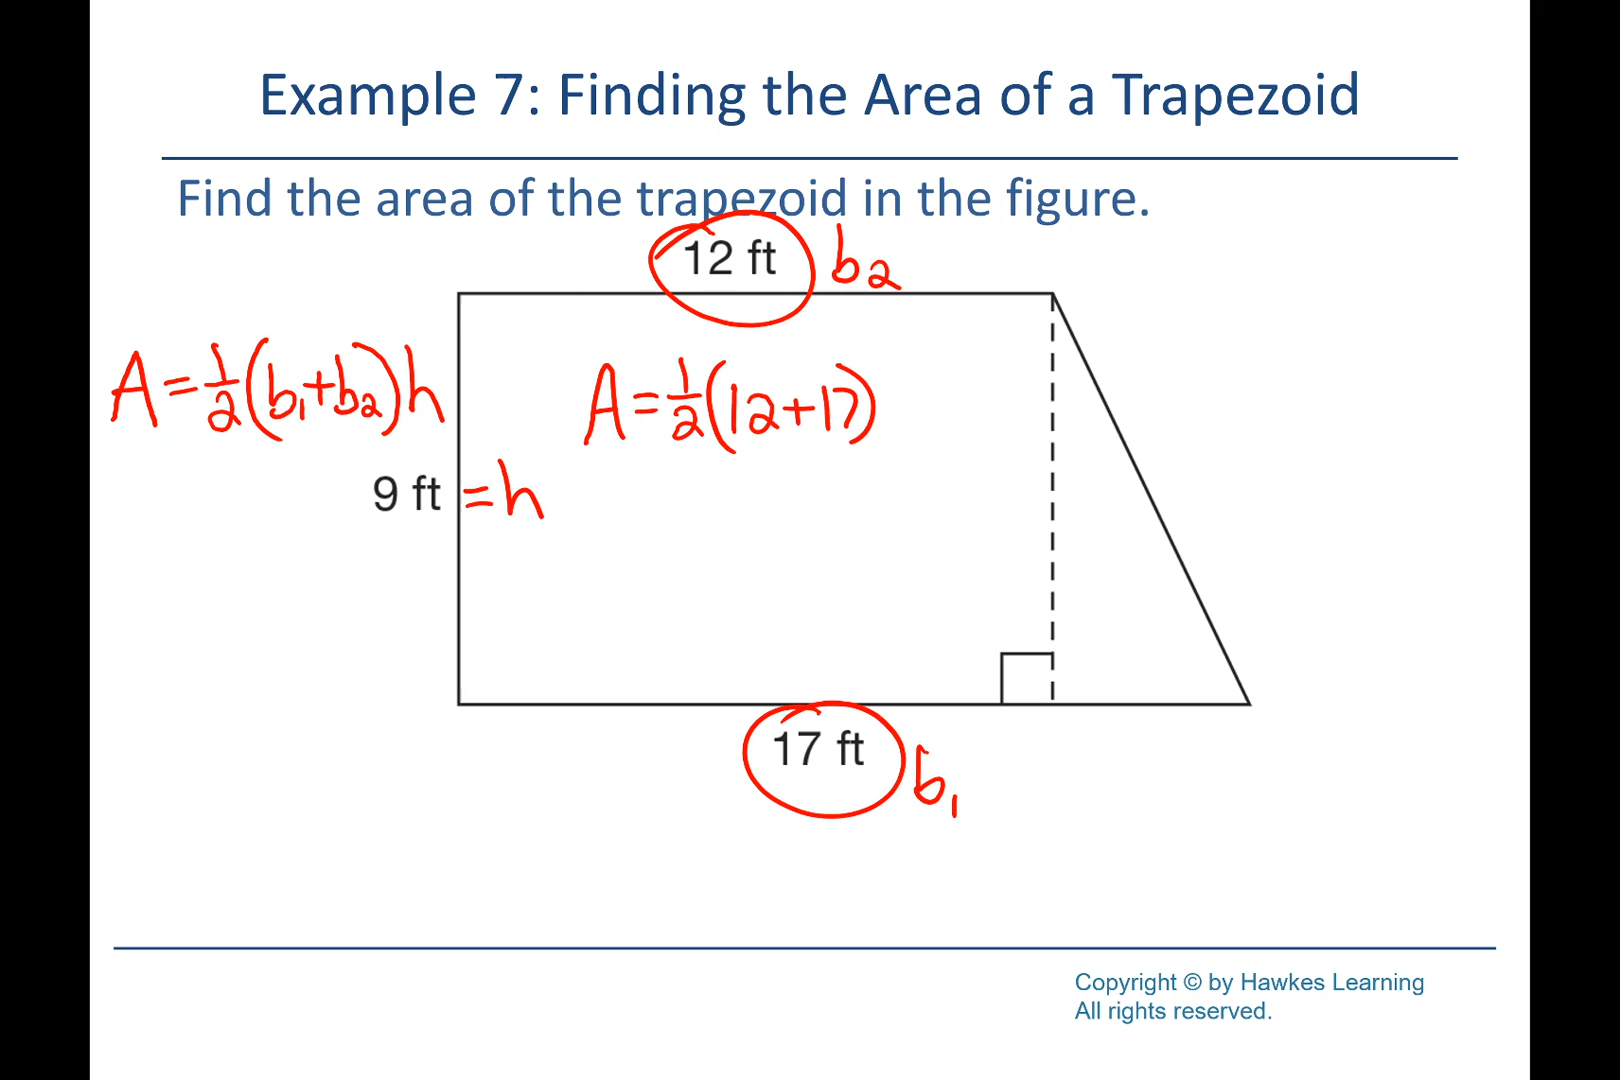 Example 7: Finding the Area of a Trapezoid
Find the area of the trapezoid in the figure.
12 ft b₂
A=½(b₁+b₂)h
A=½(12+17)
9 ft =h
17 ft b₁
Copyright © by Hawkes Learning
All rights reserved.